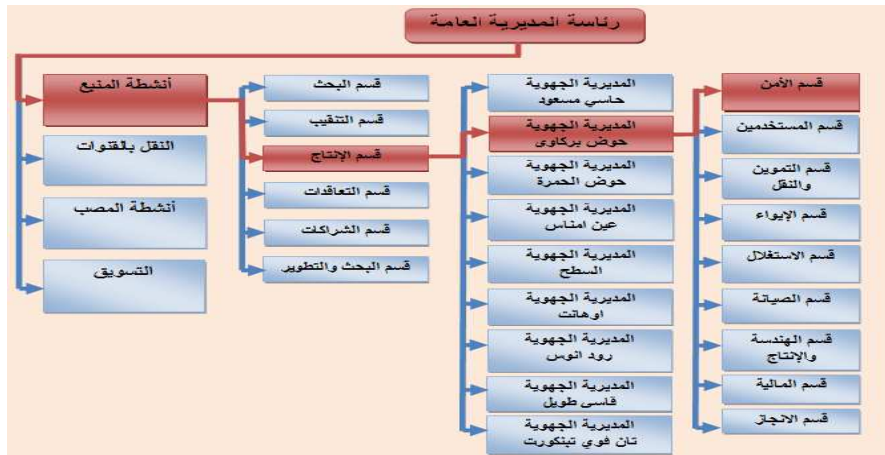 رئاسة المديرية العامة
أنشطة المنبع
النقل بالقنوات
أنشطة المصب
التسويق
قسم البحث
قسم التنقيب
قسم الإنتاج
قسم التعاقدات
قسم الشراكات
قسم البحث والتطوير
المديرية الجهوية
حاسي مسعود
المديرية الجهوية
حوض بركاوي
المديرية الجهوية
حوض الحمرة
المديرية الجهوية
عين امناس
المديرية الجهوية
السطح
المديرية الجهوية
اوهانت
المديرية الجهوية
رود انوس
المديرية الجهوية
قاسي طويل
المديرية الجهوية
تان فوي تبنكورت
قسم الأمن
قسم المستخدمين
قسم التموين
والنقل
قسم الإيواء
قسم الاستغلال
قسم الصيانة
قسم الهندسة
والإنتاج
قسم المالية
قسم الانجاز